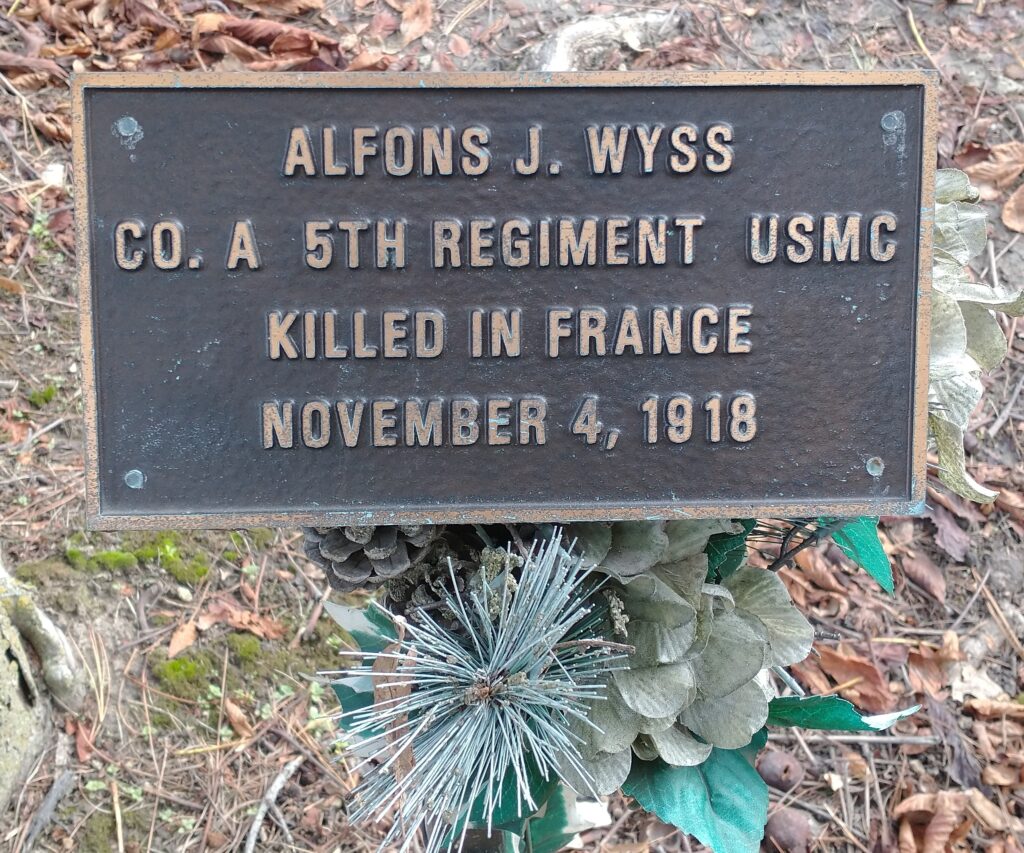 ALFONS J. WYSS
CO. A 5TH REGIMENT USMC
KILLED IN FRANCE
NOVEMBER 4, 1918